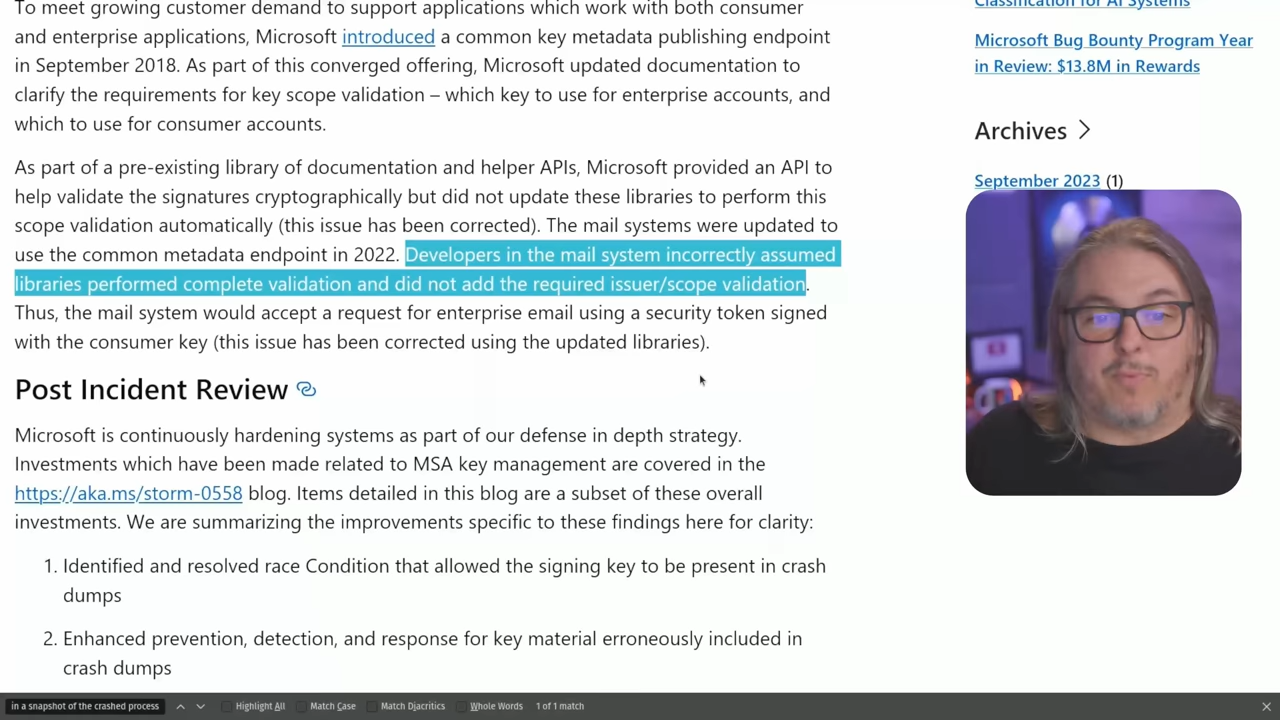 To meet growing customer demand to support applications which work with both consumer
and enterprise applications, Microsoft introduced a common key metadata publishing endpoint
in September 2018. As part of this converged offering, Microsoft updated documentation to
clarify the requirements for key scope validation – which key to use for enterprise accounts, and
which to use for consumer accounts.
As part of a pre-existing library of documentation and helper APIs, Microsoft provided an API to
help validate the signatures cryptographically but did not update these libraries to perform this
scope validation automatically (this issue has been corrected). The mail systems were updated to
use the common metadata endpoint in 2022. Developers in the mail system incorrectly assumed
libraries performed complete validation and did not add the required issuer/scope validation.
Thus, the mail system would accept a request for enterprise email using a security token signed
with the consumer key (this issue has been corrected using the updated libraries).
Post Incident Review
Microsoft is continuously hardening systems as part of our defense in depth strategy.
Investments which have been made related to MSA key management are covered in the
https://aka.ms/storm-0558 blog. Items detailed in this blog are a subset of these overall
investments. We are summarizing the improvements specific to these findings here for clarity:
1. Identified and resolved race Condition that allowed the signing key to be present in crash
dumps
2. Enhanced prevention, detection, and response for key material erroneously included in
crash dumps
Classification for AI Systems
Microsoft Bug Bounty Program Year
in Review: $13.8M in Rewards
Archives
September 2023 (1)
in a snapshot of the crashed process
Highlight All
Match Case
Match Diacritics
Whole Words
1 of 1 match